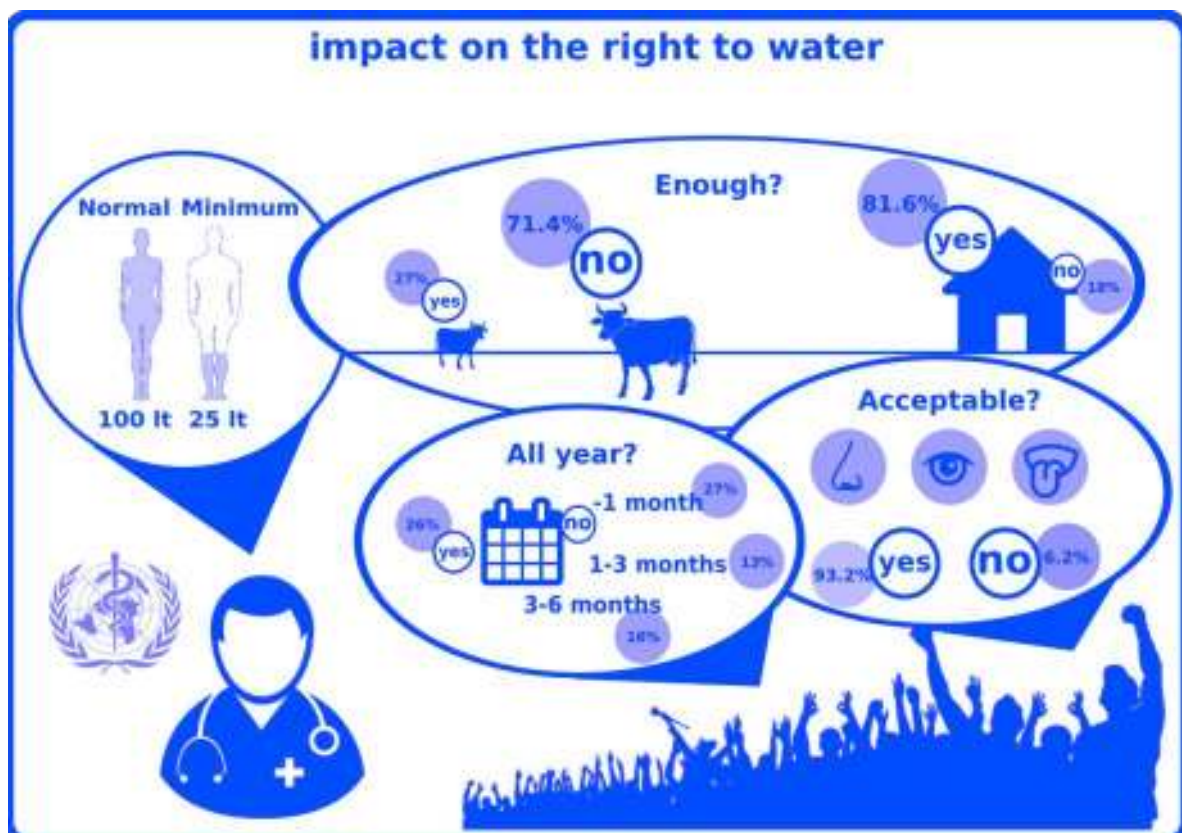 impact on the right to water
Normal Minimum
100 lt 25 lt
Enough?
27%
yes
71.4%
no
81.6%
yes
no
18%
All year?
26%
yes
no
-1 month
27%
1-3 months
13%
3-6 months
16%
Acceptable?
93.2%
yes
no
6.2%